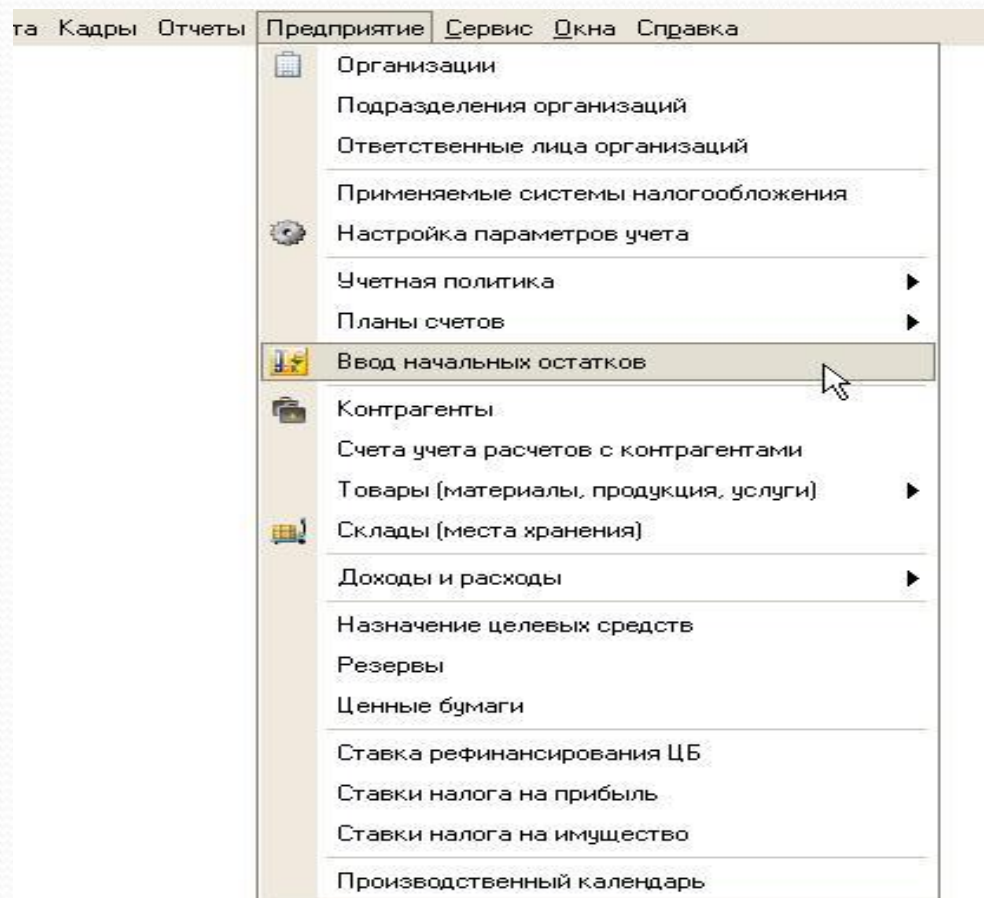 та Кадры Отчеты Предприятие Сервис Окна Справка
Организации
Подразделения организаций
Ответственные лица организаций
Применяемые системы налогообложения
Настройка параметров учета
Учетная политика
Планы счетов
Ввод начальных остатков
Контрагенты
Счета учета расчетов с контрагентами
Товары (материалы, продукция, услуги)
Склады (места хранения)
Доходы и расходы
Назначение целевых средств
Резервы
Ценные бумаги
Ставка рефинансирования ЦБ
Ставки налога на прибыль
Ставки налога на имущество
Производственный календарь